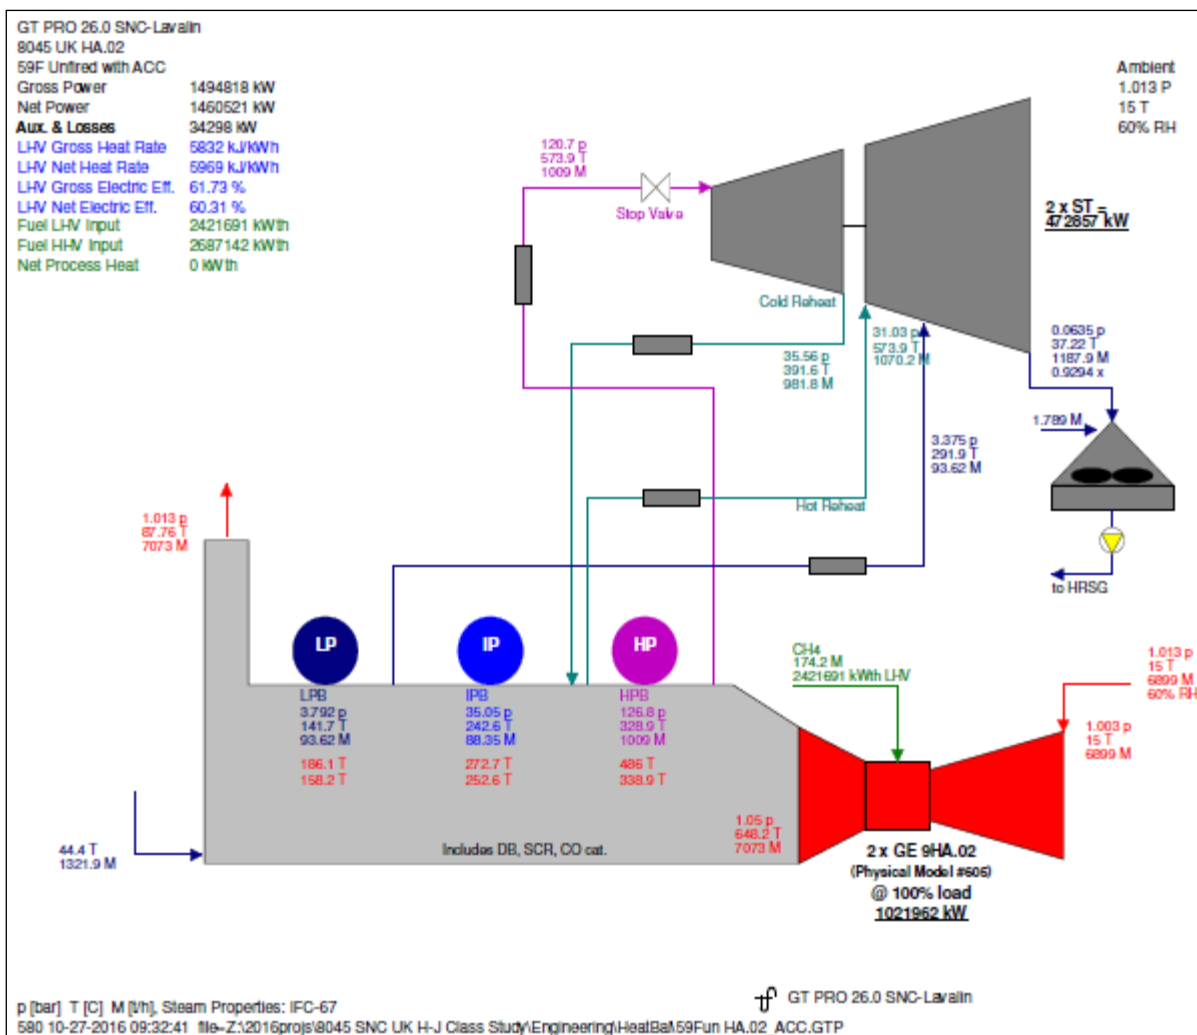 GT PRO 26.0 SNC-Lavalin
8045 UK HA.02
59F Unfired with ACC
Gross Power 1494818 kW
Net Power 1460521 kW
Aux. & Losses 34298 kW
LHV Gross Heat Rate 5832 kJ/kWh
LHV Net Heat Rate 5969 kJ/kWh
LHV Gross Electric Eff. 61.73 %
LHV Net Electric Eff. 60.31 %
Fuel LHV Input 2421691 kWth
Fuel HHV Input 2687142 kWth
Net Process Heat 0 kWth
Ambient
1.013 P
15 T
60% RH
120.7 p
573.9 T
1009 M
Stop Valve
2 x ST =
472857 kW
Cold Reheat
35.56 p
391.6 T
981.8 M
31.03 p
573.9 T
1070.2 M
0.0635 p
37.22 T
1187.9 M
0.9294 x
1.789 M
3.375 p
291.9 T
93.62 M
Hot Reheat
to HRSG
1.013 p
87.76 T
7073 M
LP
IP
HP
LPB
3.792 p
141.7 T
93.62 M
186.1 T
158.2 T
IPB
35.05 p
242.6 T
88.35 M
272.7 T
252.6 T
HPB
126.8 p
328.9 T
1009 M
486 T
338.9 T
CH4
174.2 M
2421691 kWth LHV
1.013 p
15 T
6899 M
60% RH
1.003 p
15 T
6899 M
1.05 p
648.2 T
7073 M
44.4 T
1321.9 M
Includes DB, SCR, CO cat.
2 x GE 9HA.02
(Physical Model #606)
@ 100% load
1021962 kW
p [bar] T [C] M [t/h], Steam Properties: IFC-67
GT PRO 26.0 SNC-Lavalin
580 10-27-2016 09:32:41 file=Z:\2016projs\8045 SNC UK H-J Class Study\Engineering\HeatBal\59Fun HA.02_ACC.GTP